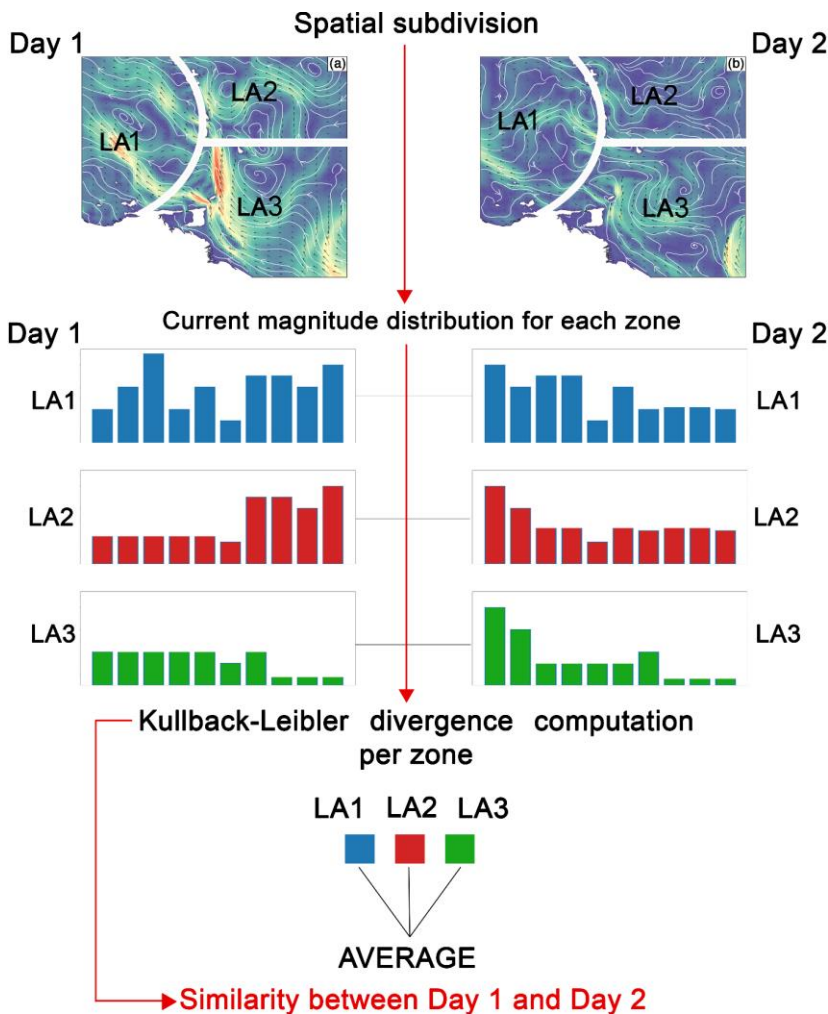 Spatial subdivision
Day 1
Day 2
(a)
LA1
LA2
LA3
(b)
LA1
LA2
LA3
Current magnitude distribution for each zone
Day 1
Day 2
LA1
LA1
LA2
LA2
LA3
LA3
Kullback-Leibler divergence computation
per zone
LA1 LA2 LA3
AVERAGE
Similarity between Day 1 and Day 2